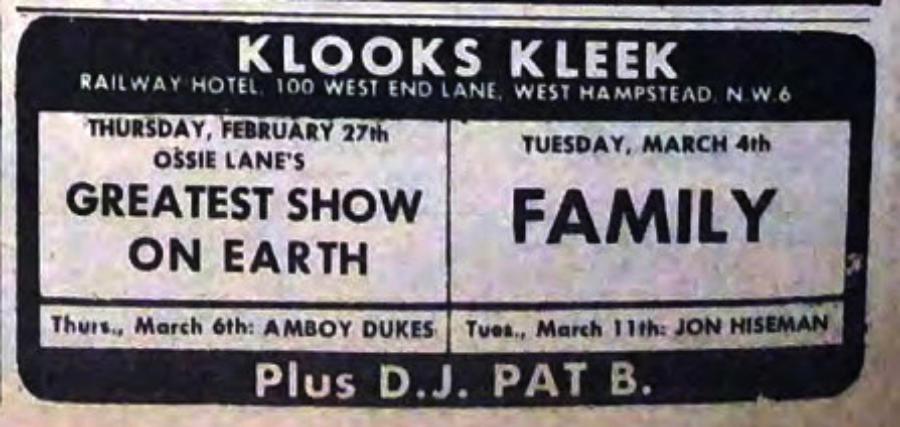 KLOOKS KLEEK
RAILWAY HOTEL, 100 WEST END LANE, WEST HAMPSTEAD, N.W.6
THURSDAY, FEBRUARY 27th
OSSIE LANE'S
GREATEST SHOW
ON EARTH
TUESDAY, MARCH 4th
FAMILY
Thurs., March 6th: AMBOY DUKES
Tues., March 11th: JON HISEMAN
Plus D.J. PAT B.